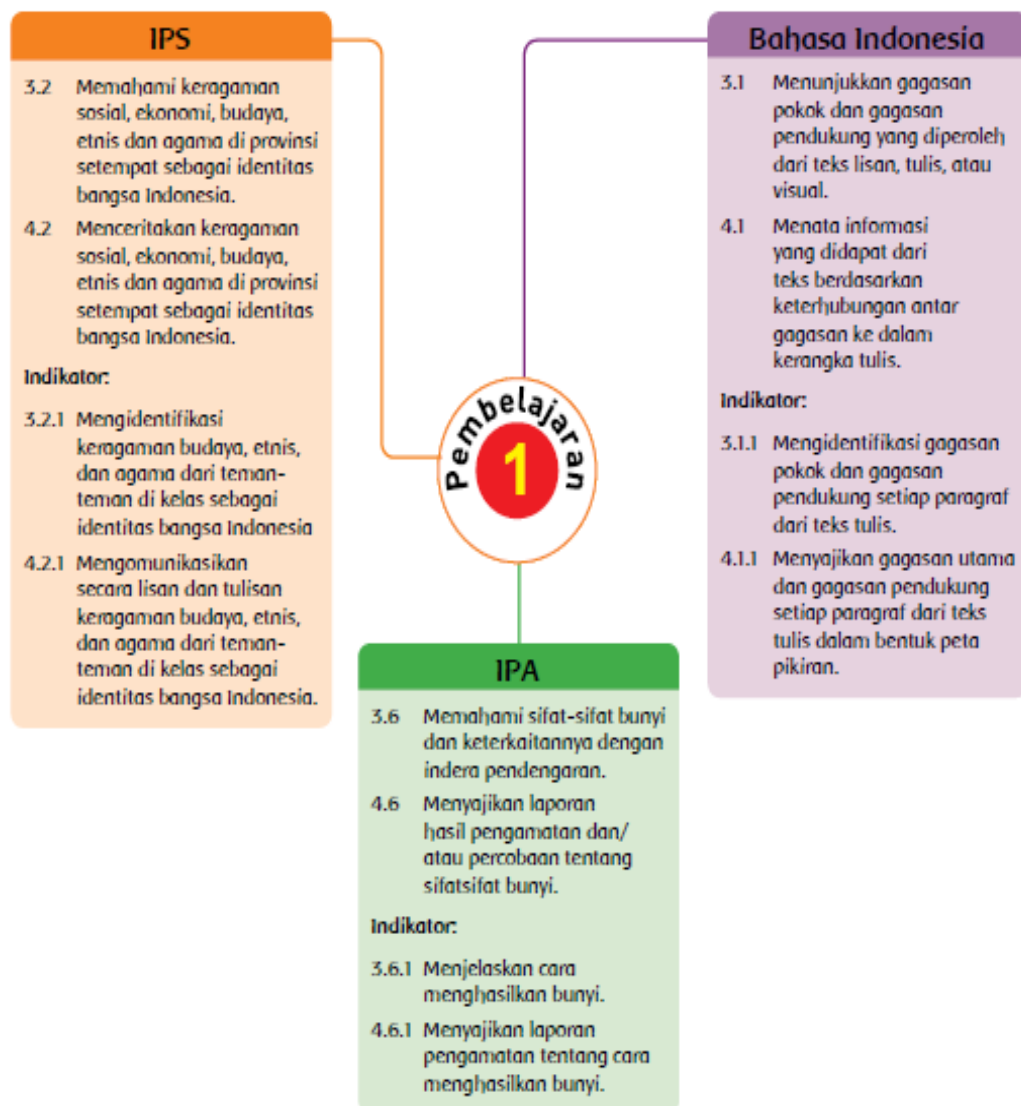 IPS
3.2 Memahami keragaman
sosial, ekonomi, budaya,
etnis dan agama di provinsi
setempat sebagai identitas
bangsa Indonesia.
4.2 Menceritakan keragaman
sosial, ekonomi, budaya,
etnis dan agama di provinsi
setempat sebagai identitas
bangsa Indonesia.
Indikator:
3.2.1 Mengidentifikasi
keragaman budaya, etnis,
dan agama dari teman-
teman di kelas sebagai
identitas bangsa Indonesia
4.2.1 Mengomunikasikan
secara lisan dan tulisan
keragaman budaya, etnis,
dan agama dari teman-
teman di kelas sebagai
identitas bangsa Indonesia.
Bahasa Indonesia
3.1 Menunjukkan gagasan
pokok dan gagasan
pendukung yang diperoleh
dari teks lisan, tulis, atau
visual.
4.1 Menata informasi
yang didapat dari
teks berdasarkan
keterhubungan antar
gagasan ke dalam
kerangka tulis.
Indikator:
3.1.1 Mengidentifikasi gagasan
pokok dan gagasan
pendukung setiap paragraf
dari teks tulis.
4.1.1 Menyajikan gagasan utama
dan gagasan pendukung
setiap paragraf dari teks
tulis dalam bentuk peta
pikiran.
Pembelajaran
1
IPA
3.6 Memahami sifat-sifat bunyi
dan keterkaitannya dengan
indera pendengaran.
4.6 Menyajikan laporan
hasil pengamatan dan/
atau percobaan tentang
sifatsifat bunyi.
Indikator:
3.6.1 Menjelaskan cara
menghasilkan bunyi.
4.6.1 Menyajikan laporan
pengamatan tentang cara
menghasilkan bunyi.